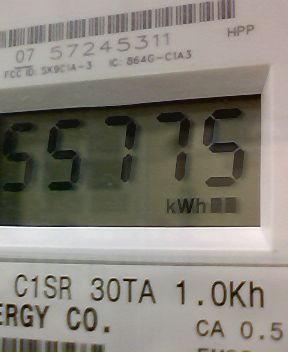 07 57245311 HPP
FCC ID: SK9C1A-3 IC: 864G-C1A3
55775
kWh
C1SR 30TA 1.0Kh
ERGY CO.
CA 0.5